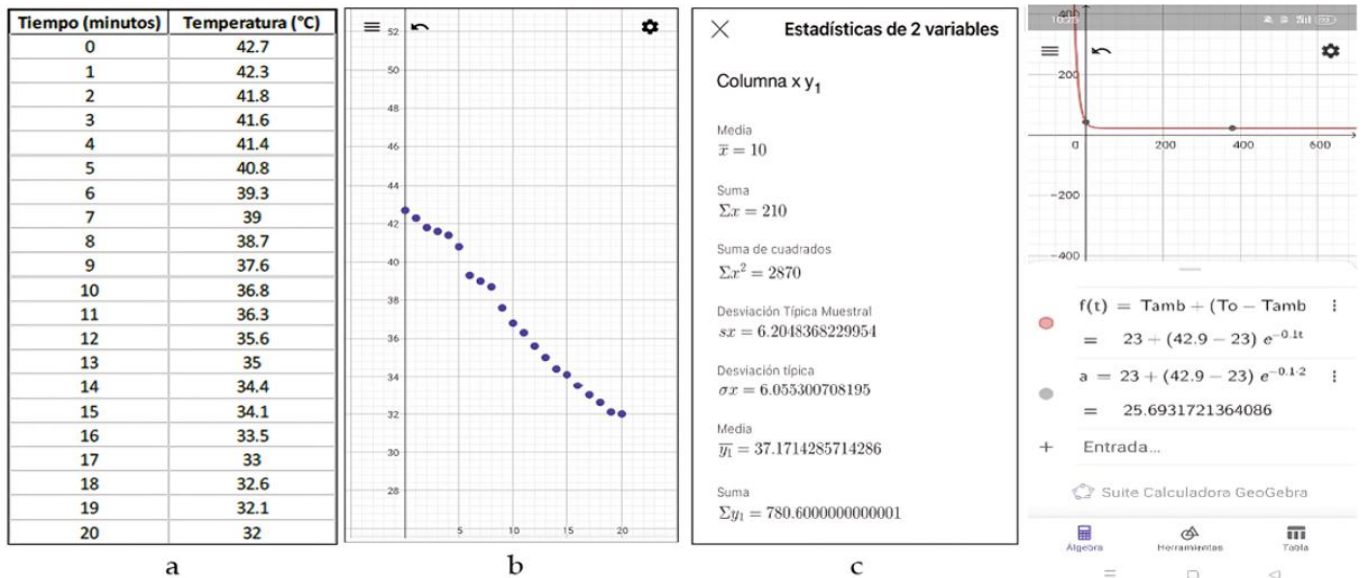 Tiempo (minutos) Temperatura (°C)
0 42.7
1 42.3
2 41.8
3 41.6
4 41.4
5 40.8
6 39.3
7 39
8 38.7
9 37.6
10 36.8
11 36.3
12 35.6
13 35
14 34.4
15 34.1
16 33.5
17 33
18 32.6
19 32.1
20 32
a
52
50
48
46
44
42
40
38
36
34
32
30
28
5 10 15 20
b
Estadísticas de 2 variables
Columna x y₁
Media
x̄ = 10
Suma
Σx = 210
Suma de cuadrados
Σx² = 2870
Desviación Típica Muestral
sx = 6.2048368229954
Desviación típica
σx = 6.055300708195
Media
y̅₁ = 37.1714285714286
Suma
Σy₁ = 780.6000000000001
c
400
200
0 200 400 600
−200
−400
f(t) = Tamb + (To − Tamb
= 23 + (42.9 − 23) e^−0.1t
a = 23 + (42.9 − 23) e^−0.1·2
= 25.6931721364086
+ Entrada...
Suite Calculadora GeoGebra
Álgebra Herramientas Tabla